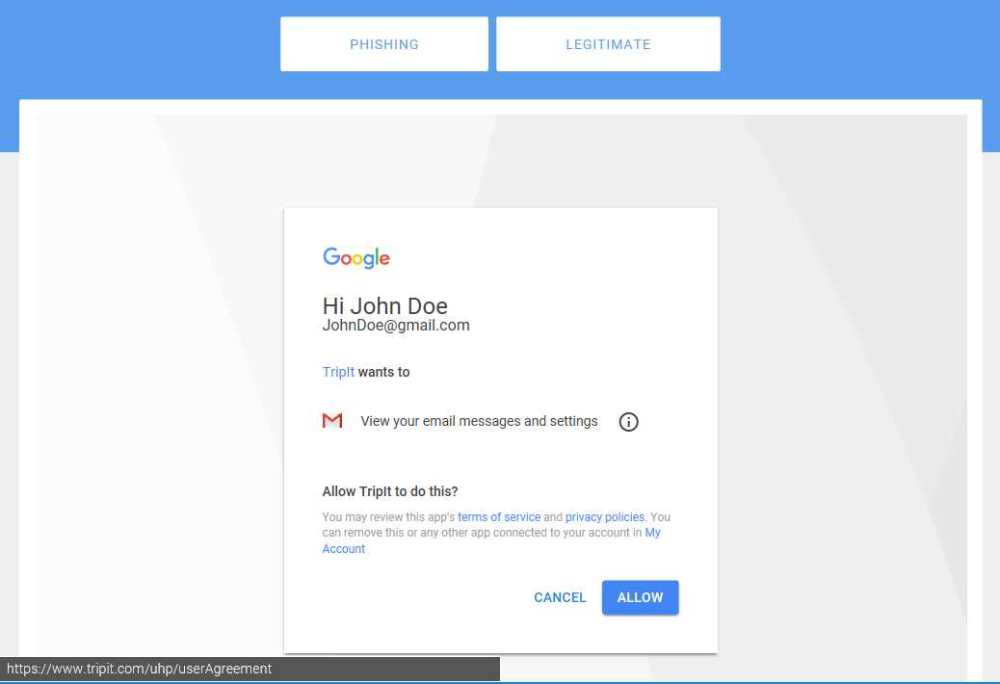 PHISHING
LEGITIMATE
Google
Hi John Doe
JohnDoe@gmail.com
TripIt wants to
View your email messages and settings
Allow TripIt to do this?
You may review this app's terms of service and privacy policies. You
can remove this or any other app connected to your account in My
Account
CANCEL
ALLOW
https://www.tripit.com/uhp/userAgreement